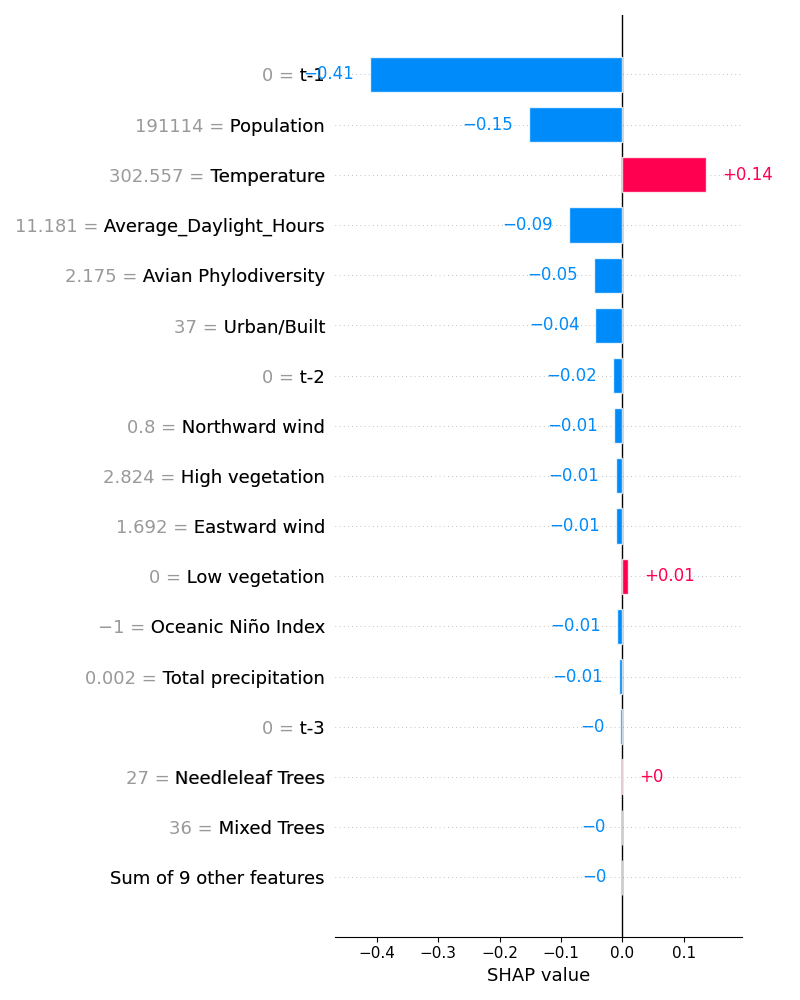 0 = t-1 −0.41
191114 = Population −0.15
302.557 = Temperature +0.14
11.181 = Average_Daylight_Hours −0.09
2.175 = Avian Phylodiversity −0.05
37 = Urban/Built −0.04
0 = t-2 −0.02
0.8 = Northward wind −0.01
2.824 = High vegetation −0.01
1.692 = Eastward wind −0.01
0 = Low vegetation +0.01
−1 = Oceanic Niño Index −0.01
0.002 = Total precipitation −0.01
0 = t-3 −0
27 = Needleleaf Trees +0
36 = Mixed Trees −0
Sum of 9 other features −0
−0.4 −0.3 −0.2 −0.1 0.0 0.1
SHAP value